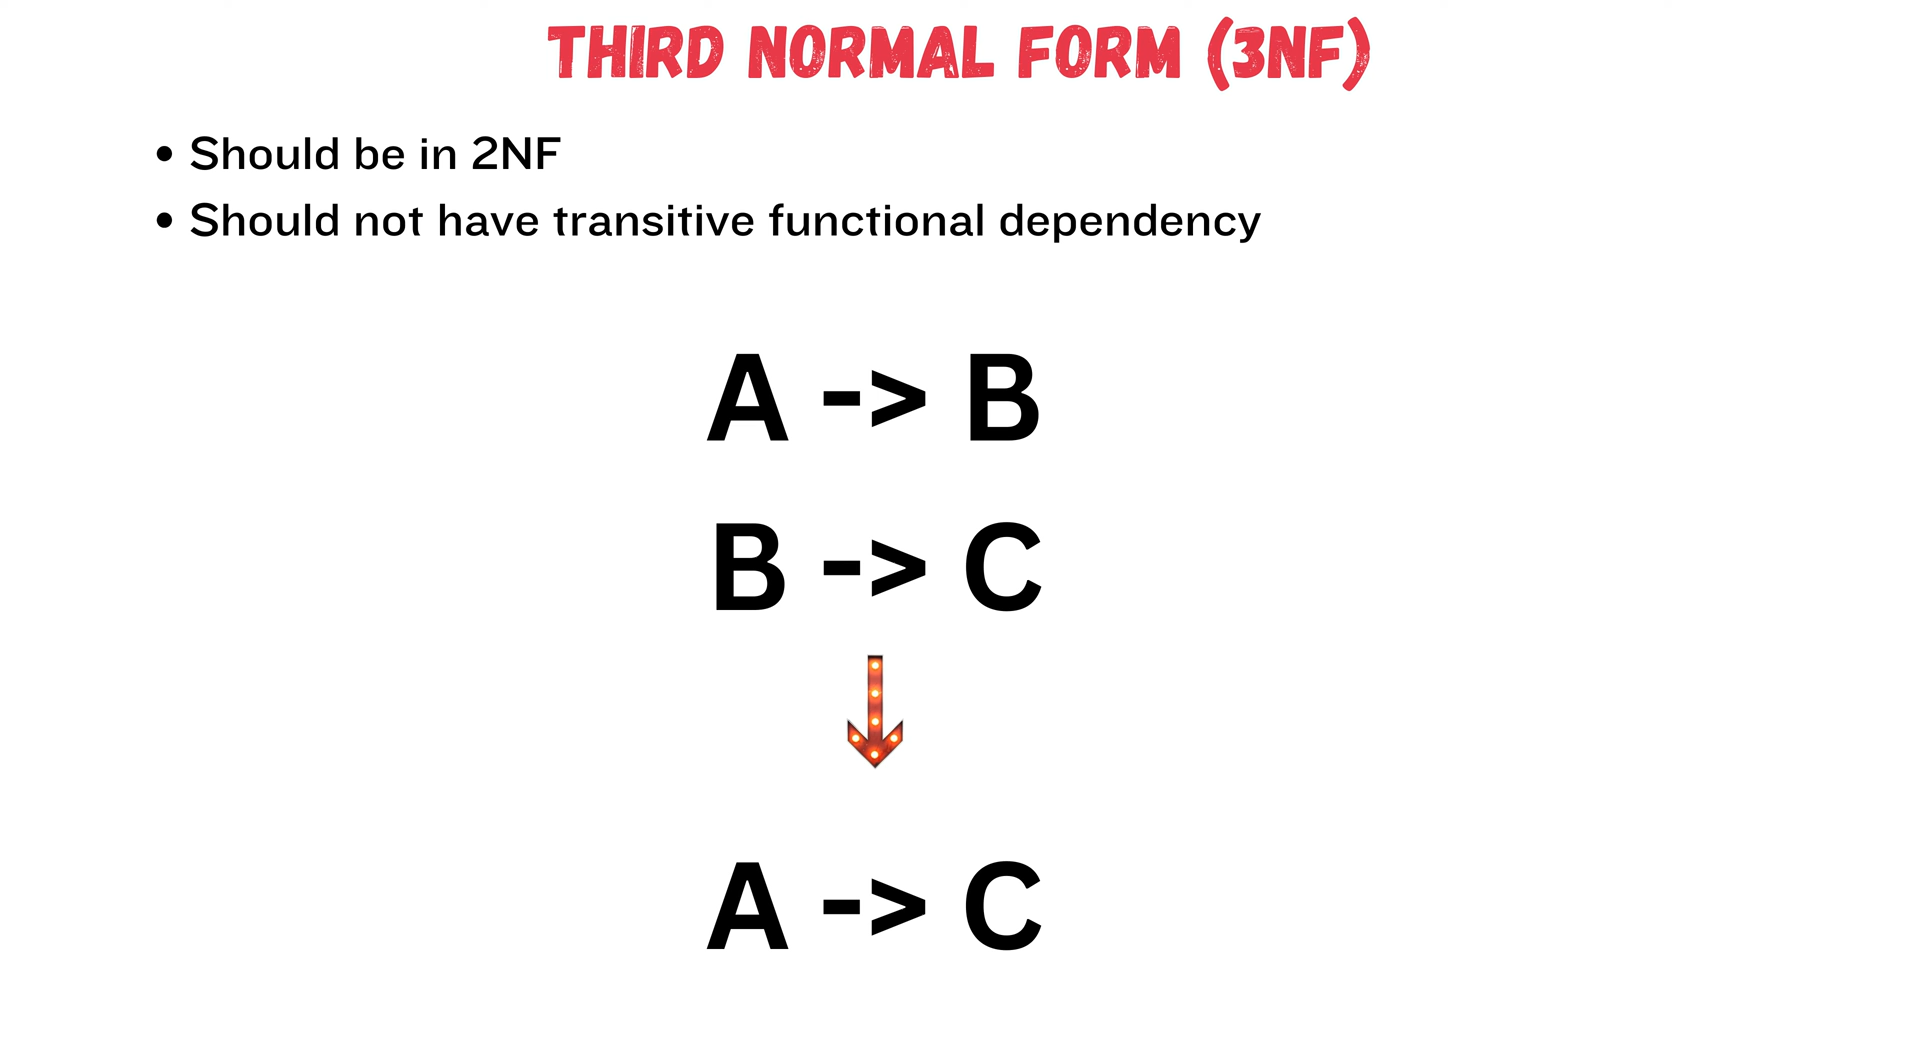 THIRD NORMAL FORM (3NF)
• Should be in 2NF
• Should not have transitive functional dependency
A -> B
B -> C
A -> C